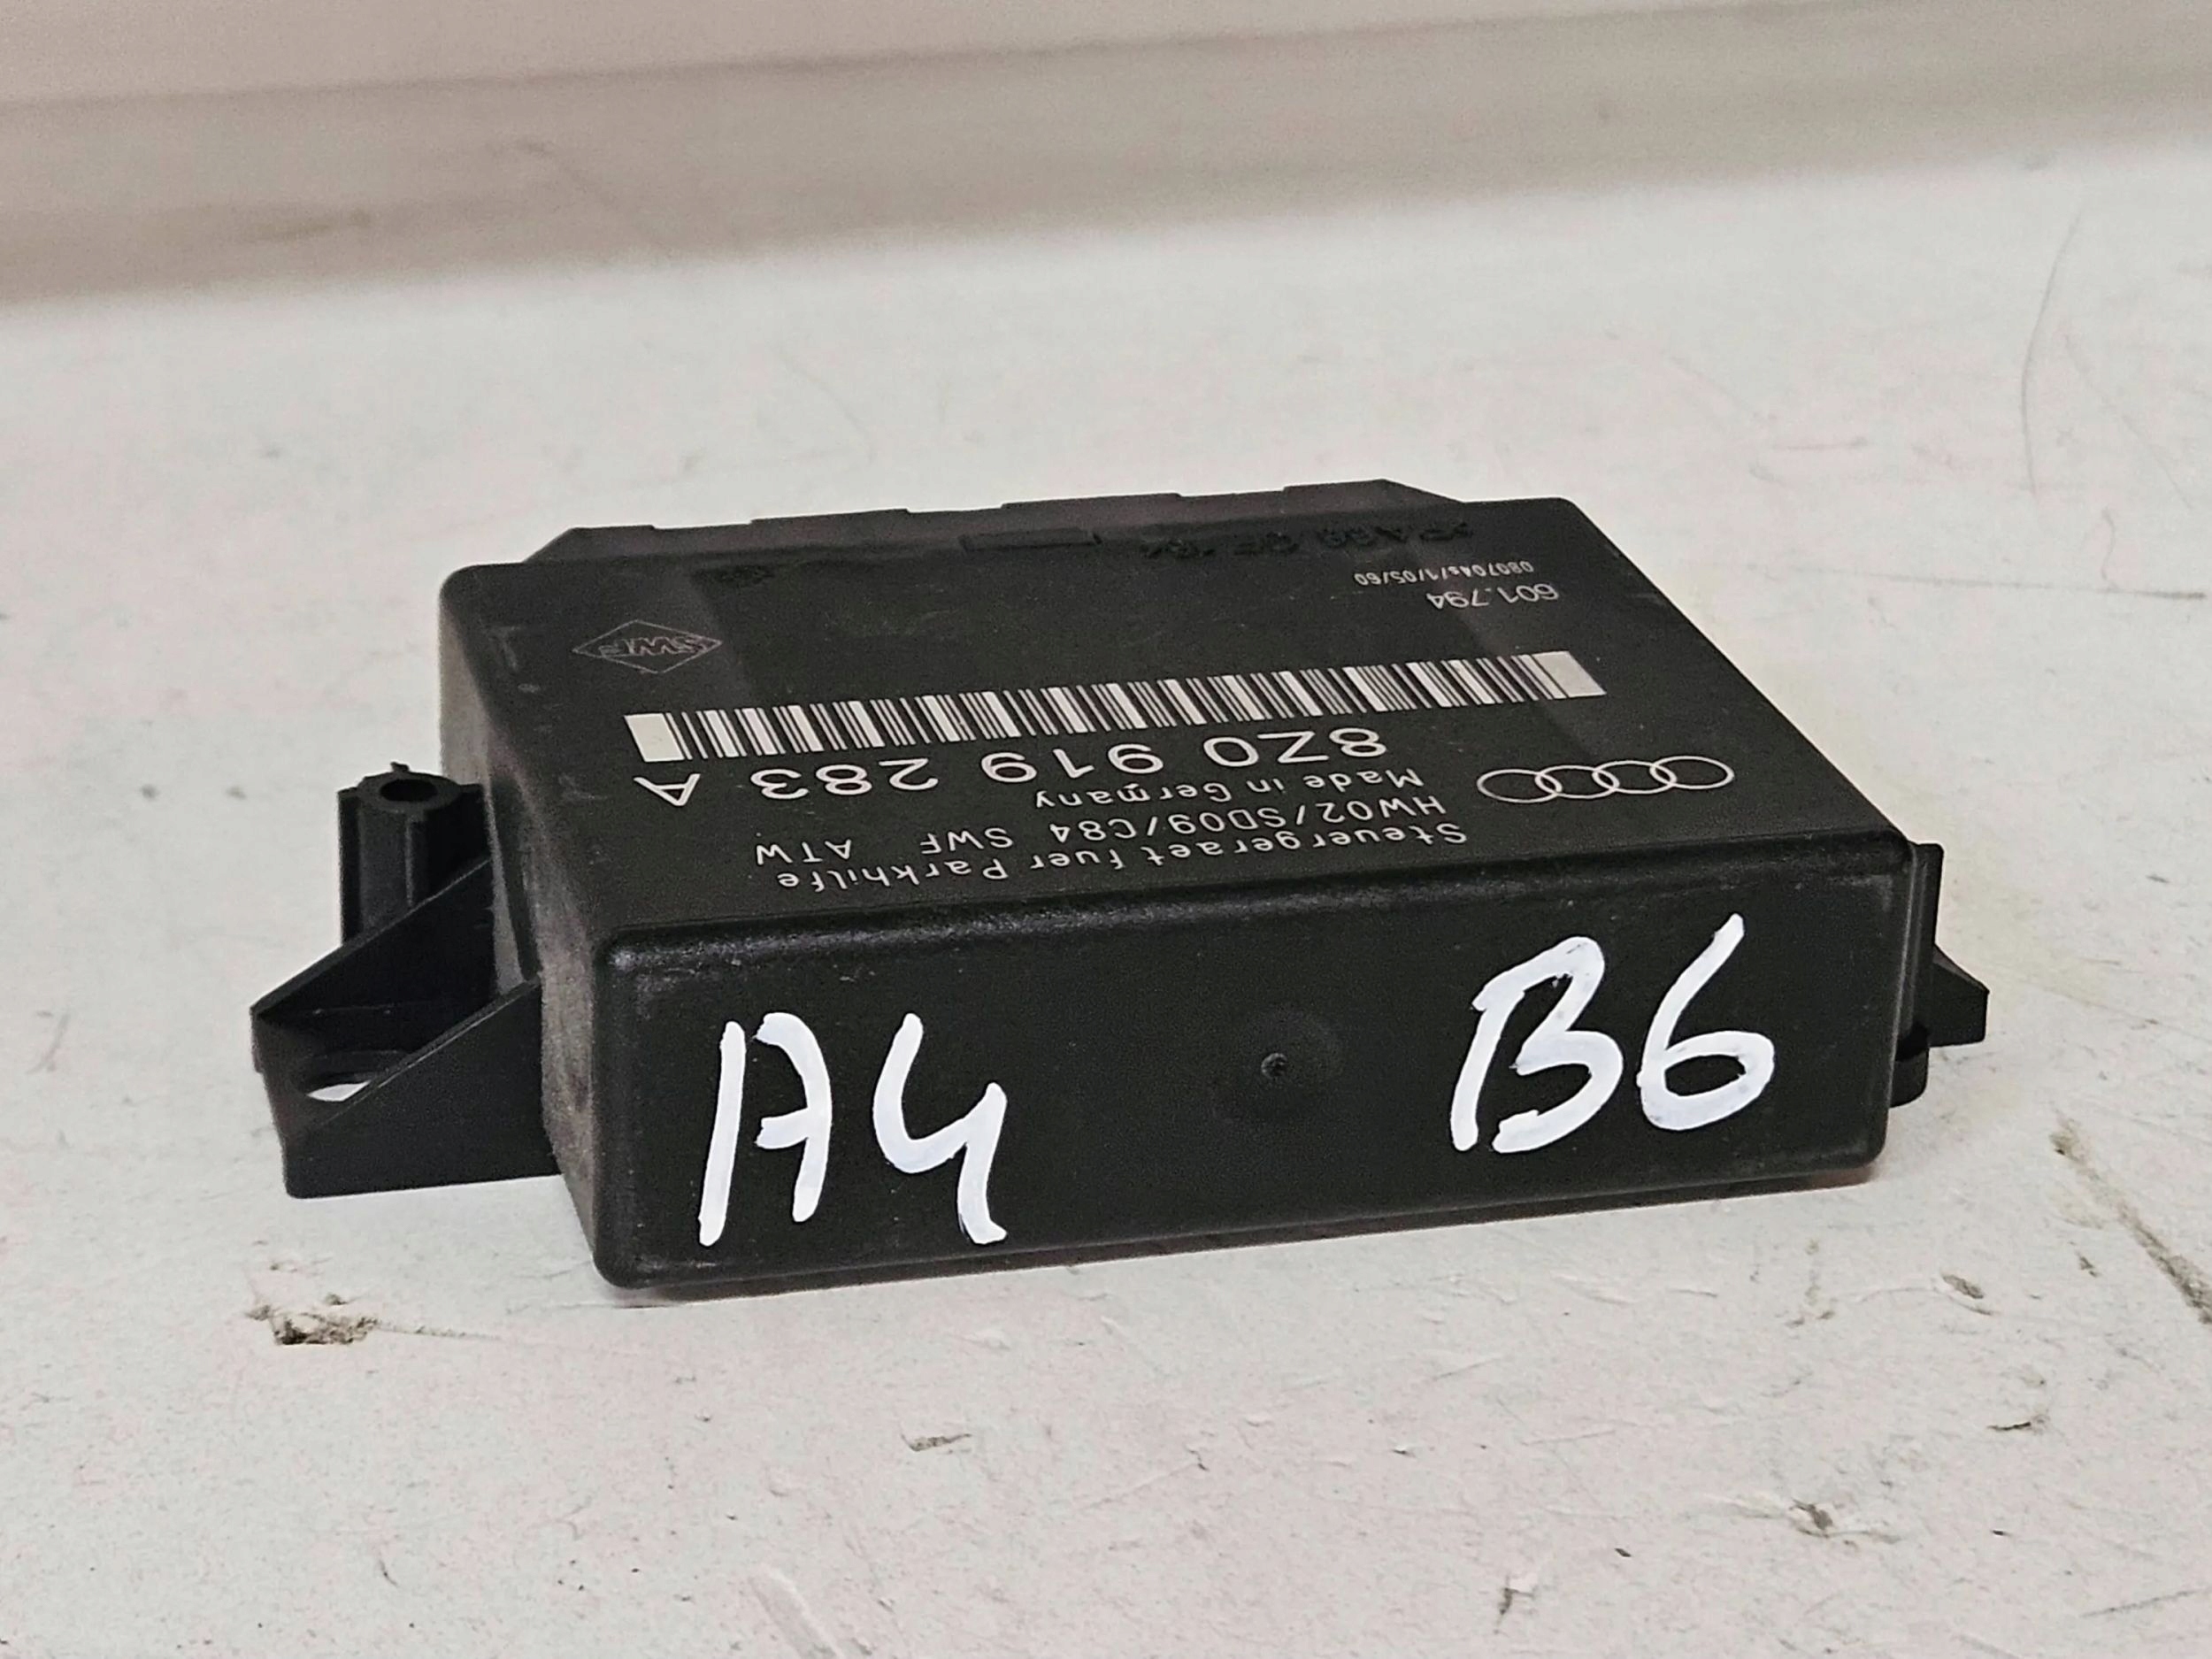 Steuergeraet fuer Parkhilfe
HW02/SD09/C84 SWF ATW
Made in Germany
8Z0 919 283 A
SWF
601.794
A4 B6